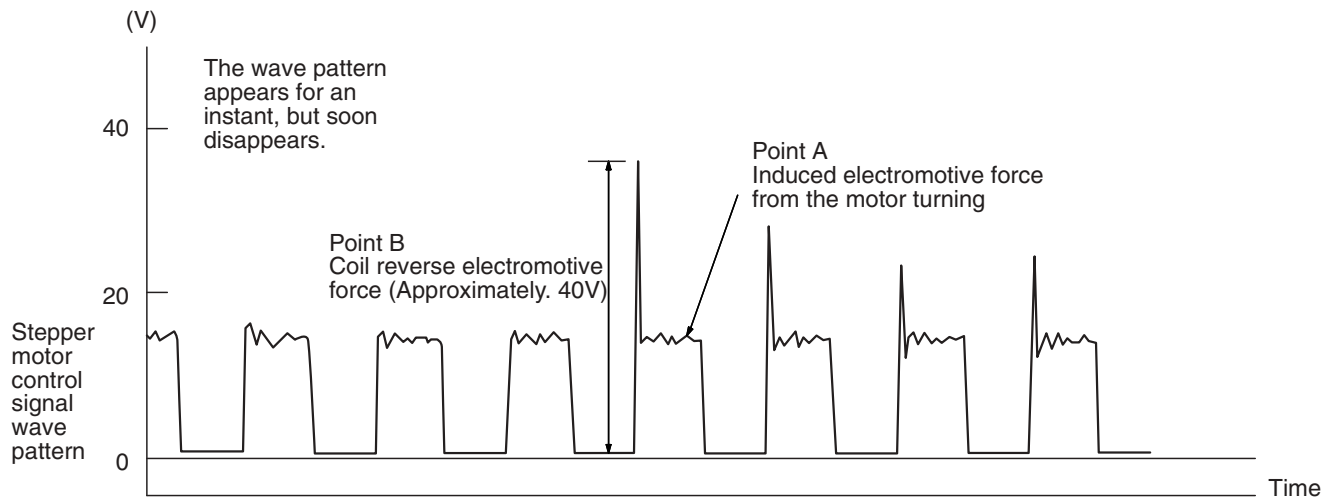 (V)
The wave pattern
appears for an
instant, but soon
disappears.
40
Point A
Induced electromotive force
from the motor turning
Point B
Coil reverse electromotive
force (Approximately. 40V)
20
Stepper
motor
control
signal
wave
pattern
0
Time